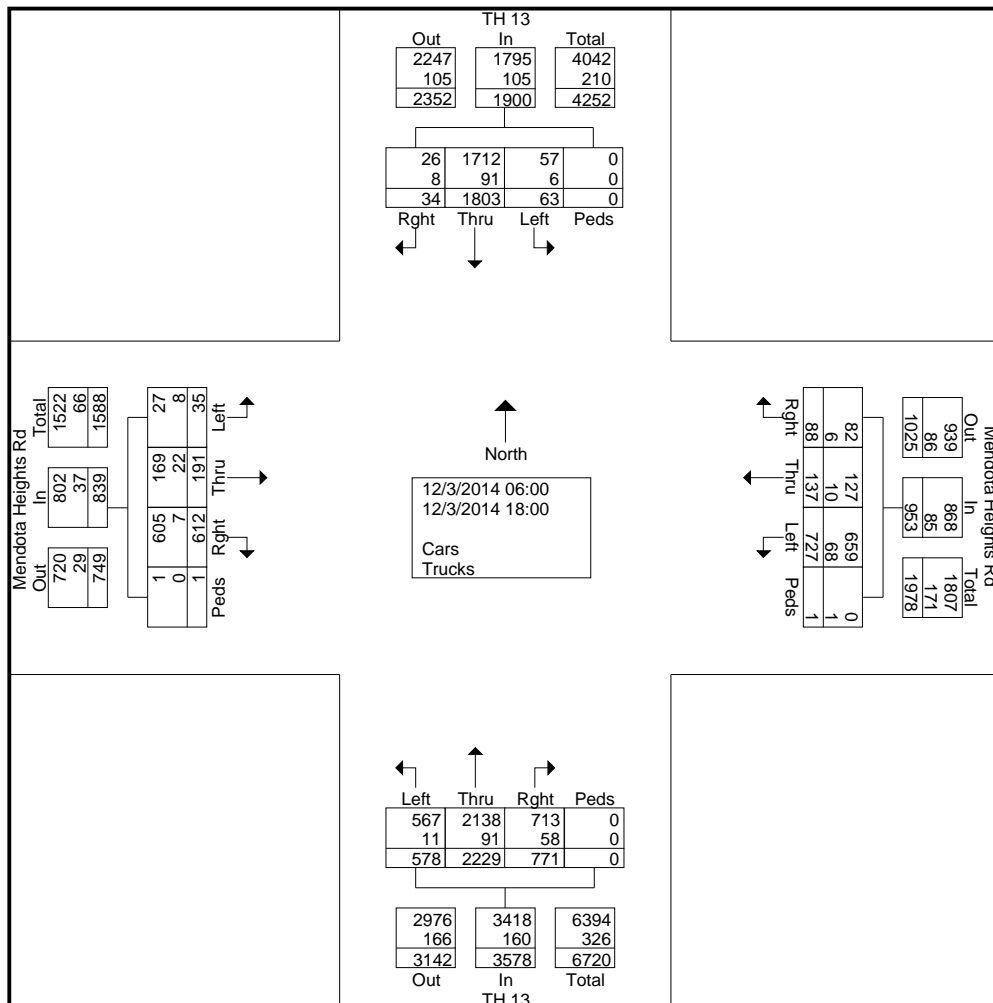 TH 13
Out In Total
2247 1795 4042
105 105 210
2352 1900 4252
26 1712 57 0
8 91 6 0
34 1803 63 0
Rght Thru Left Peds
Mendota Heights Rd
Total In Out
1522 802 720
66 37 29
1588 839 749
27 169 605 1
8 22 7 0
35 191 612 1
Left Thru Rght Peds
North
12/3/2014 06:00
12/3/2014 18:00
Cars
Trucks
Rght Thru Left Peds
88 137 727 1
6 10 68 1
82 127 659 0
1025 953 1978
86 85 171
939 868 1807
Out In Total
Mendota Heights Rd
Left Thru Rght Peds
567 2138 713 0
11 91 58 0
578 2229 771 0
2976 3418 6394
166 160 326
3142 3578 6720
Out In Total
TH 13